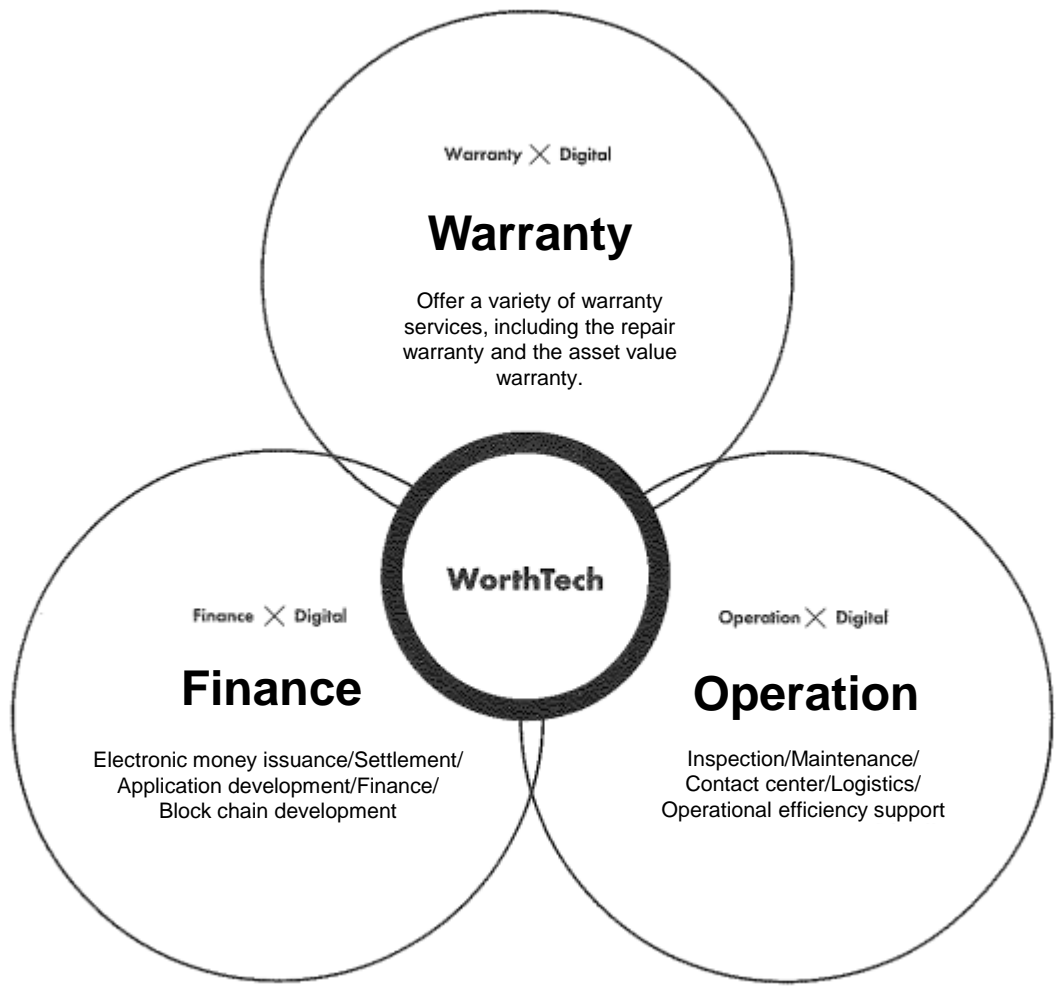 Warranty × Digital
Warranty
Offer a variety of warranty
services, including the repair
warranty and the asset value
warranty.
WorthTech
Finance × Digital
Finance
Electronic money issuance/Settlement/
Application development/Finance/
Block chain development
Operation × Digital
Operation
Inspection/Maintenance/
Contact center/Logistics/
Operational efficiency support